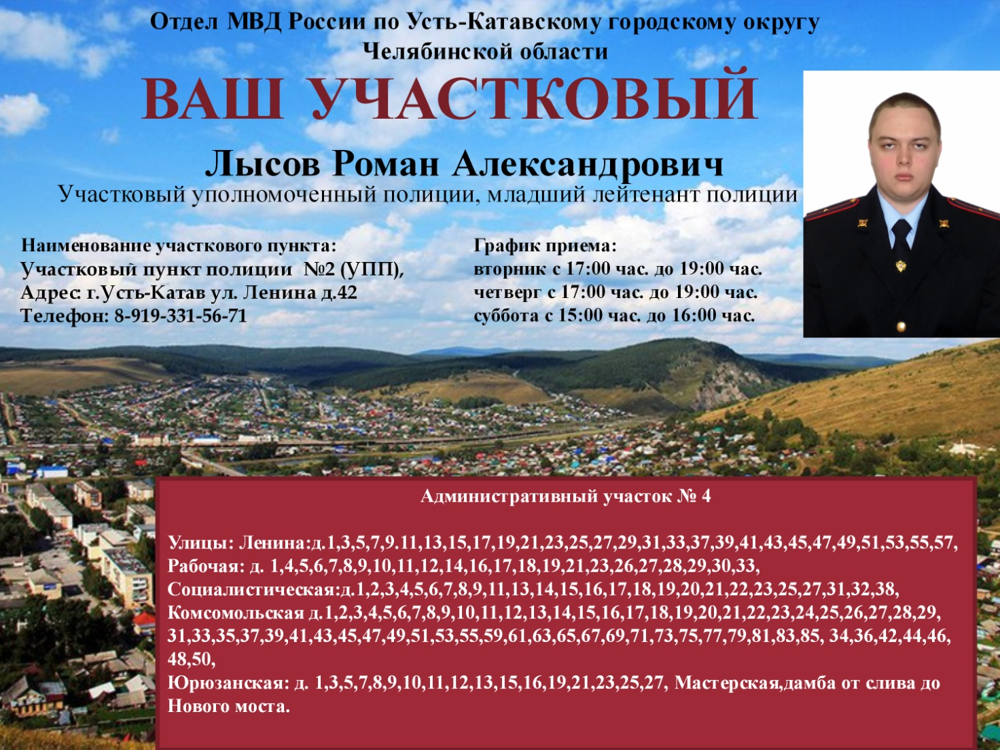 Отдел МВД России по Усть-Катавскому городскому округу
Челябинской области
ВАШ УЧАСТКОВЫЙ
Лысов Роман Александрович
Участковый уполномоченный полиции, младший лейтенант полиции
Наименование участкового пункта:
Участковый пункт полиции №2 (УПП),
Адрес: г.Усть-Катав ул. Ленина д.42
Телефон: 8-919-331-56-71
График приема:
вторник с 17:00 час. до 19:00 час.
четверг с 17:00 час. до 19:00 час.
суббота с 15:00 час. до 16:00 час.
Административный участок № 4
Улицы: Ленина:д.1,3,5,7,9.11,13,15,17,19,21,23,25,27,29,31,33,37,39,41,43,45,47,49,51,53,55,57,
Рабочая: д. 1,4,5,6,7,8,9,10,11,12,14,16,17,18,19,21,23,26,27,28,29,30,33,
Социалистическая:д.1,2,3,4,5,6,7,8,9,11,13,14,15,16,17,18,19,20,21,22,23,25,27,31,32,38,
Комсомольская д.1,2,3,4,5,6,7,8,9,10,11,12,13,14,15,16,17,18,19,20,21,22,23,24,25,26,27,28,29,
31,33,35,37,39,41,43,45,47,49,51,53,55,59,61,63,65,67,69,71,73,75,77,79,81,83,85, 34,36,42,44,46,
48,50,
Юрюзанская: д. 1,3,5,7,8,9,10,11,12,13,15,16,19,21,23,25,27, Мастерская,дамба от слива до
Нового моста.